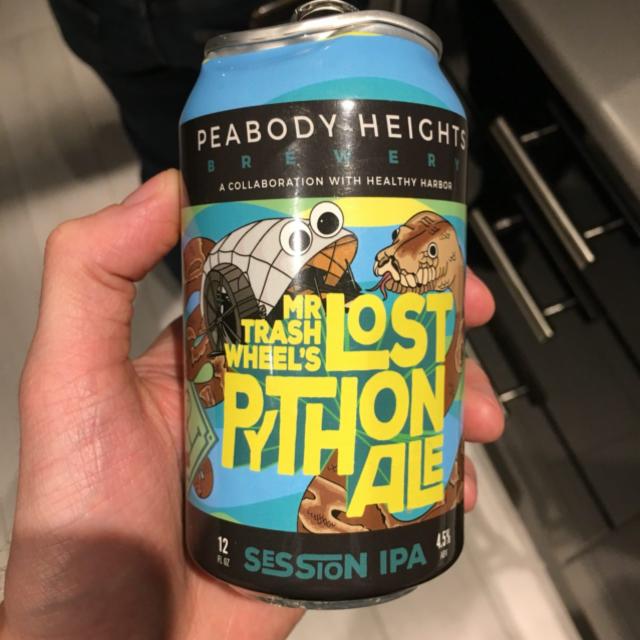 PEABODY HEIGHTS
BREWERY
A COLLABORATION WITH HEALTHY HARBOR
MR
TRASH
WHEEL'S
LOST
PYTHON
ALE
12
FL OZ
SESSION IPA
4.5%